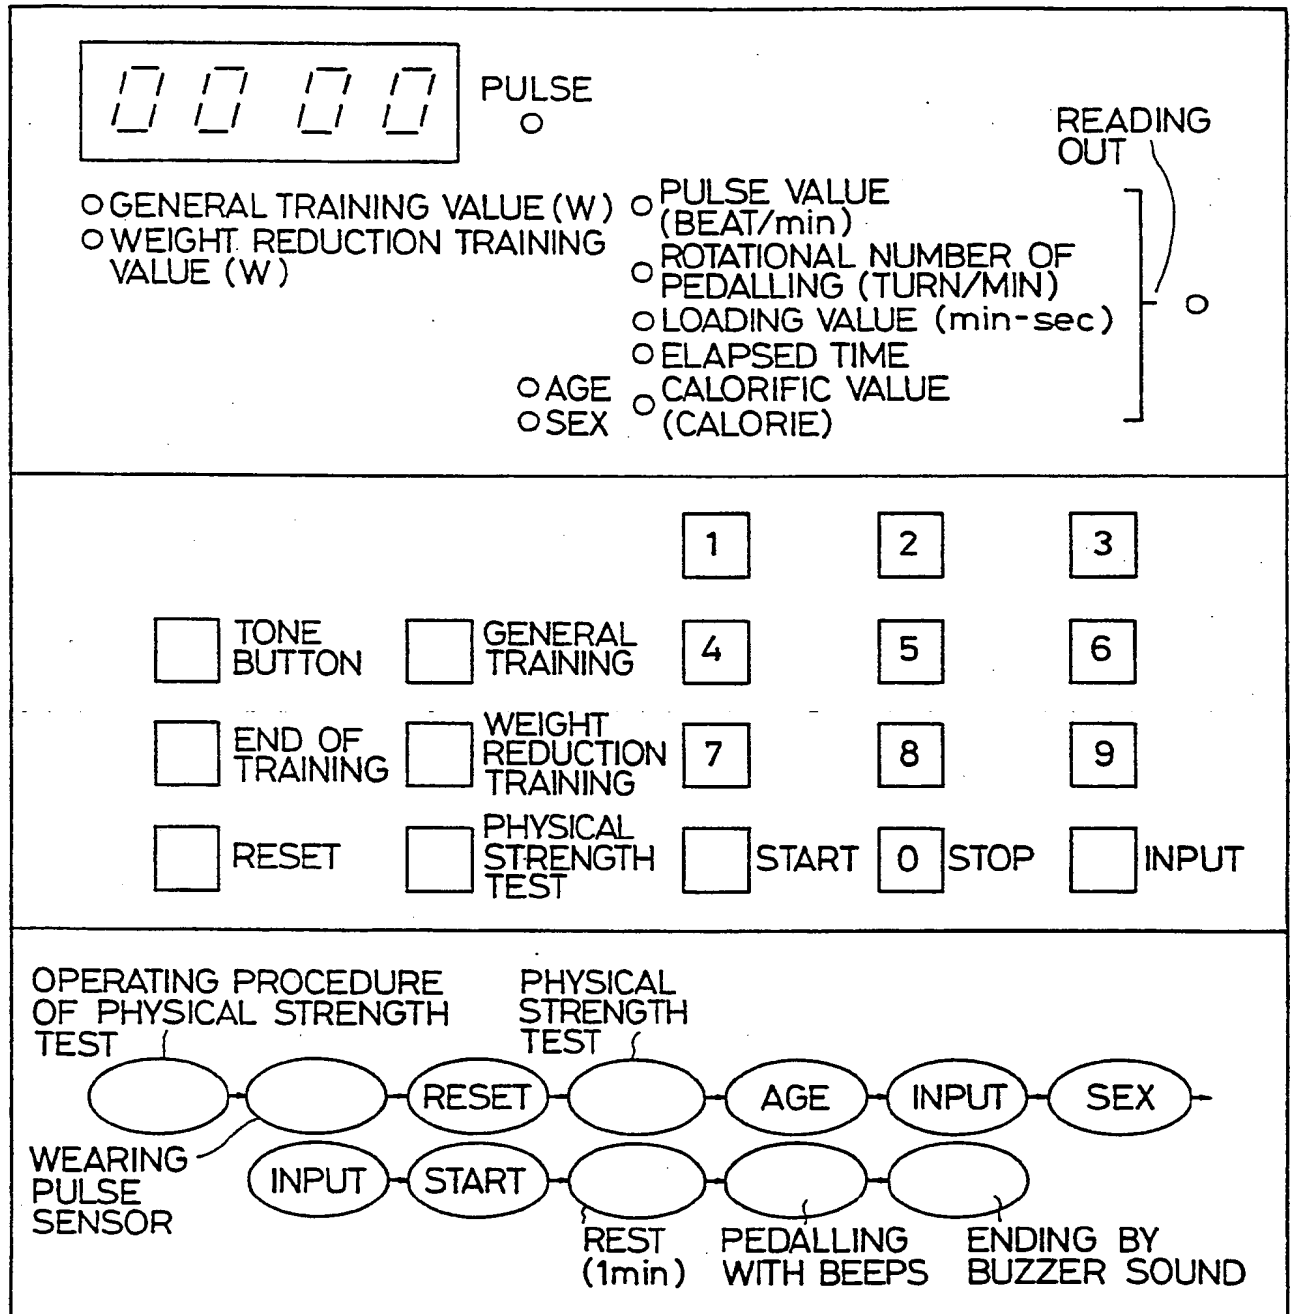 00 00
PULSE
READING
OUT
GENERAL TRAINING VALUE (W)
WEIGHT REDUCTION TRAINING
VALUE (W)
PULSE VALUE
(BEAT/min)
ROTATIONAL NUMBER OF
PEDALLING (TURN/MIN)
LOADING VALUE (min-sec)
ELAPSED TIME
AGE
SEX
CALORIFIC VALUE
(CALORIE)
1
2
3
TONE
BUTTON
GENERAL
TRAINING
4
5
6
END OF
TRAINING
WEIGHT
REDUCTION
TRAINING
7
8
9
RESET
PHYSICAL
STRENGTH
TEST
START
0
STOP
INPUT
OPERATING PROCEDURE
OF PHYSICAL STRENGTH
TEST
PHYSICAL
STRENGTH
TEST
RESET
AGE
INPUT
SEX
WEARING
PULSE
SENSOR
INPUT
START
REST
(1min)
PEDALLING
WITH BEEPS
ENDING BY
BUZZER SOUND